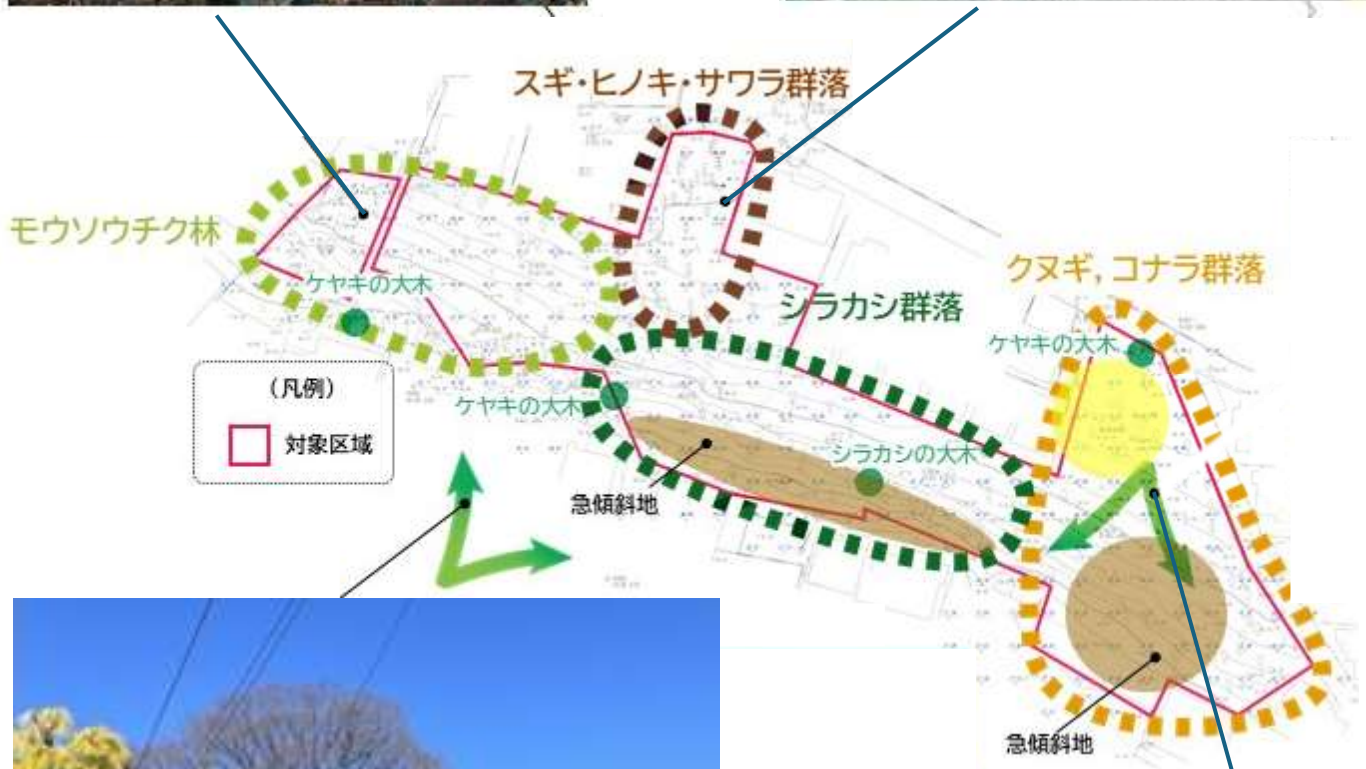 スギ・ヒノキ・サワラ群落
モウソウチク林
クヌギ,コナラ群落
ケヤキの大木
シラカシ群落
ケヤキの大木
(凡例)
対象区域
ケヤキの大木
シラカシの大木
急傾斜地
急傾斜地